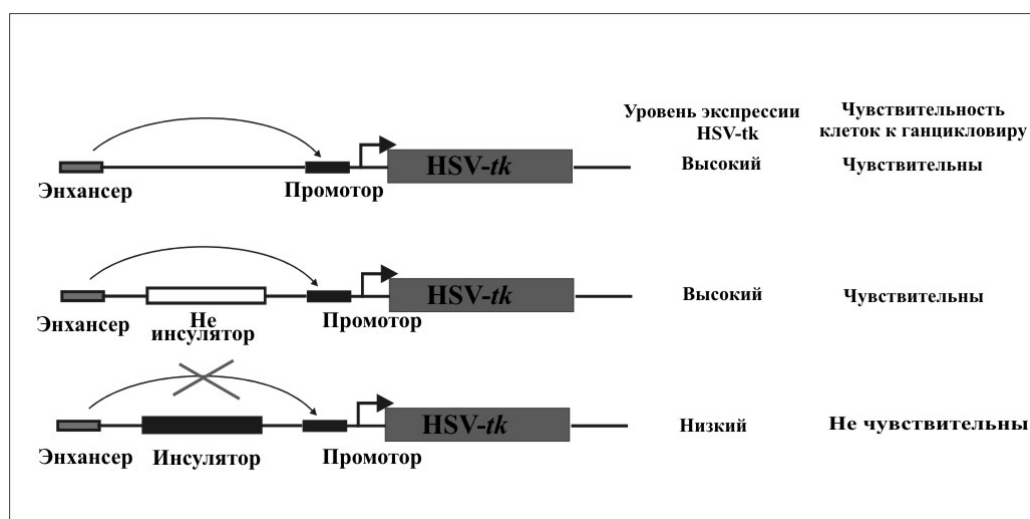 Уровень экспрессии
HSV-tk
Чувствительность
клеток к ганцикловиру
HSV-tk
Высокий
Чувствительны
Энхансер
Промотор
HSV-tk
Высокий
Чувствительны
Энхансер
Не
инсулятор
Промотор
HSV-tk
Низкий
Не чувствительны
Энхансер
Инсулятор
Промотор